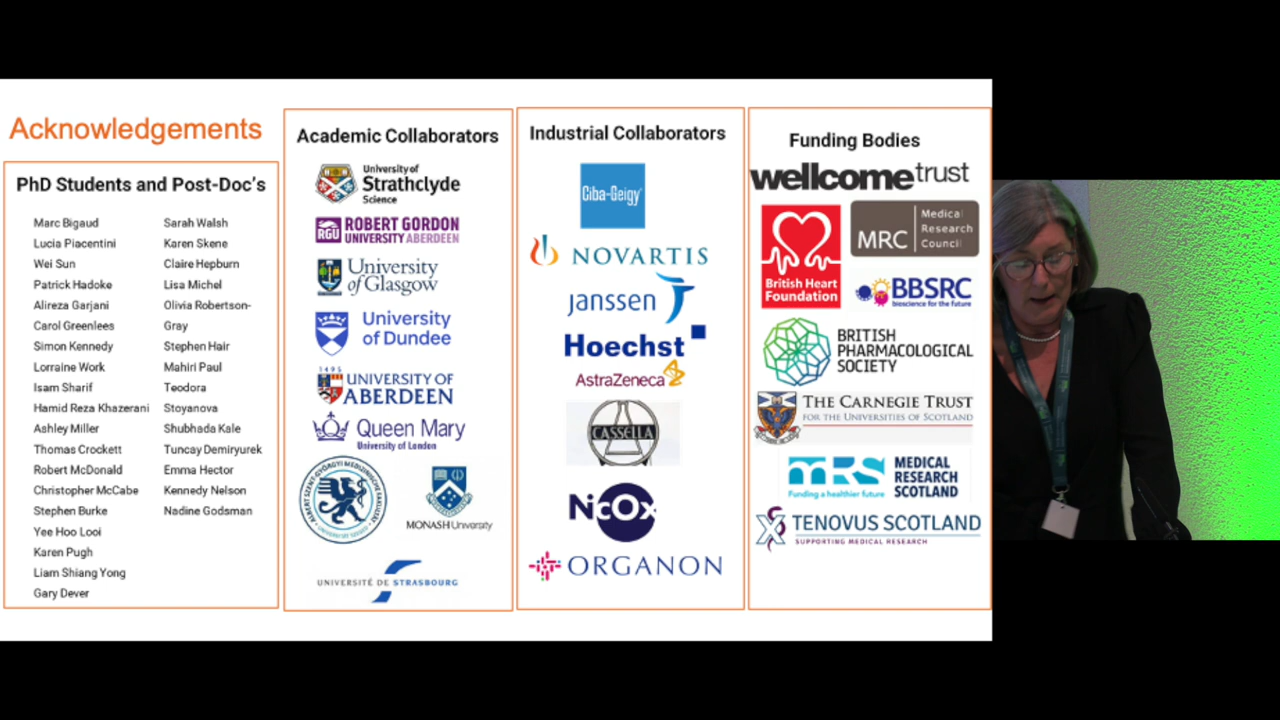 Acknowledgements
PhD Students and Post-Doc's
Marc Bigaud
Lucia Piacentini
Wei Sun
Patrick Hadoke
Alireza Garjani
Carol Greenlees
Simon Kennedy
Lorraine Work
Isam Sharif
Hamid Reza Khazerani
Ashley Miller
Thomas Crockett
Robert McDonald
Christopher McCabe
Stephen Burke
Yee Hoo Looi
Karen Pugh
Liam Shiang Yong
Gary Dever
Sarah Walsh
Karen Skene
Claire Hepburn
Lisa Michel
Olivia Robertson-
Gray
Stephen Hair
Mahiri Paul
Teodora
Stoyanova
Shubhada Kale
Tuncay Demiryurek
Emma Hector
Kennedy Nelson
Nadine Godsman
Academic Collaborators
University of
Strathclyde
Science
RGU
ROBERT GORDON
UNIVERSITY ABERDEEN
University
of Glasgow
University
of Dundee
1495
UNIVERSITY OF
ABERDEEN
Queen Mary
University of London
MONASH University
UNIVERSITÉ DE STRASBOURG
Industrial Collaborators
Ciba-Geigy
NOVARTIS
janssen
Hoechst
AstraZeneca
CASSELLA
NicOx
ORGANON
Funding Bodies
wellcometrust
British Heart
Foundation
MRC
Medical
Research
Council
BBSRC
bioscience for the future
BRITISH
PHARMACOLOGICAL
SOCIETY
THE CARNEGIE TRUST
FOR THE UNIVERSITIES OF SCOTLAND
mrs
Funding a healthier future
MEDICAL
RESEARCH
SCOTLAND
TENOVUS SCOTLAND
SUPPORTING MEDICAL RESEARCH